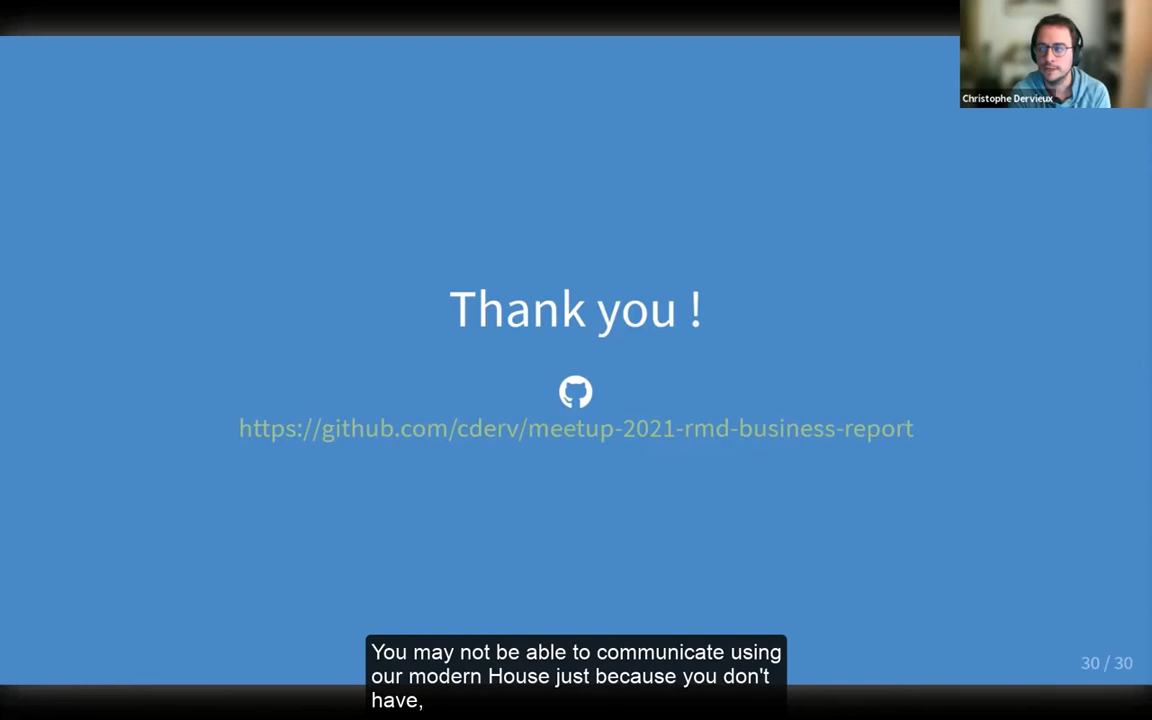 Christophe Dervieux
Thank you !
https://github.com/cderv/meetup-2021-rmd-business-report
You may not be able to communicate using
our modern House just because you don't
have,
30 / 30